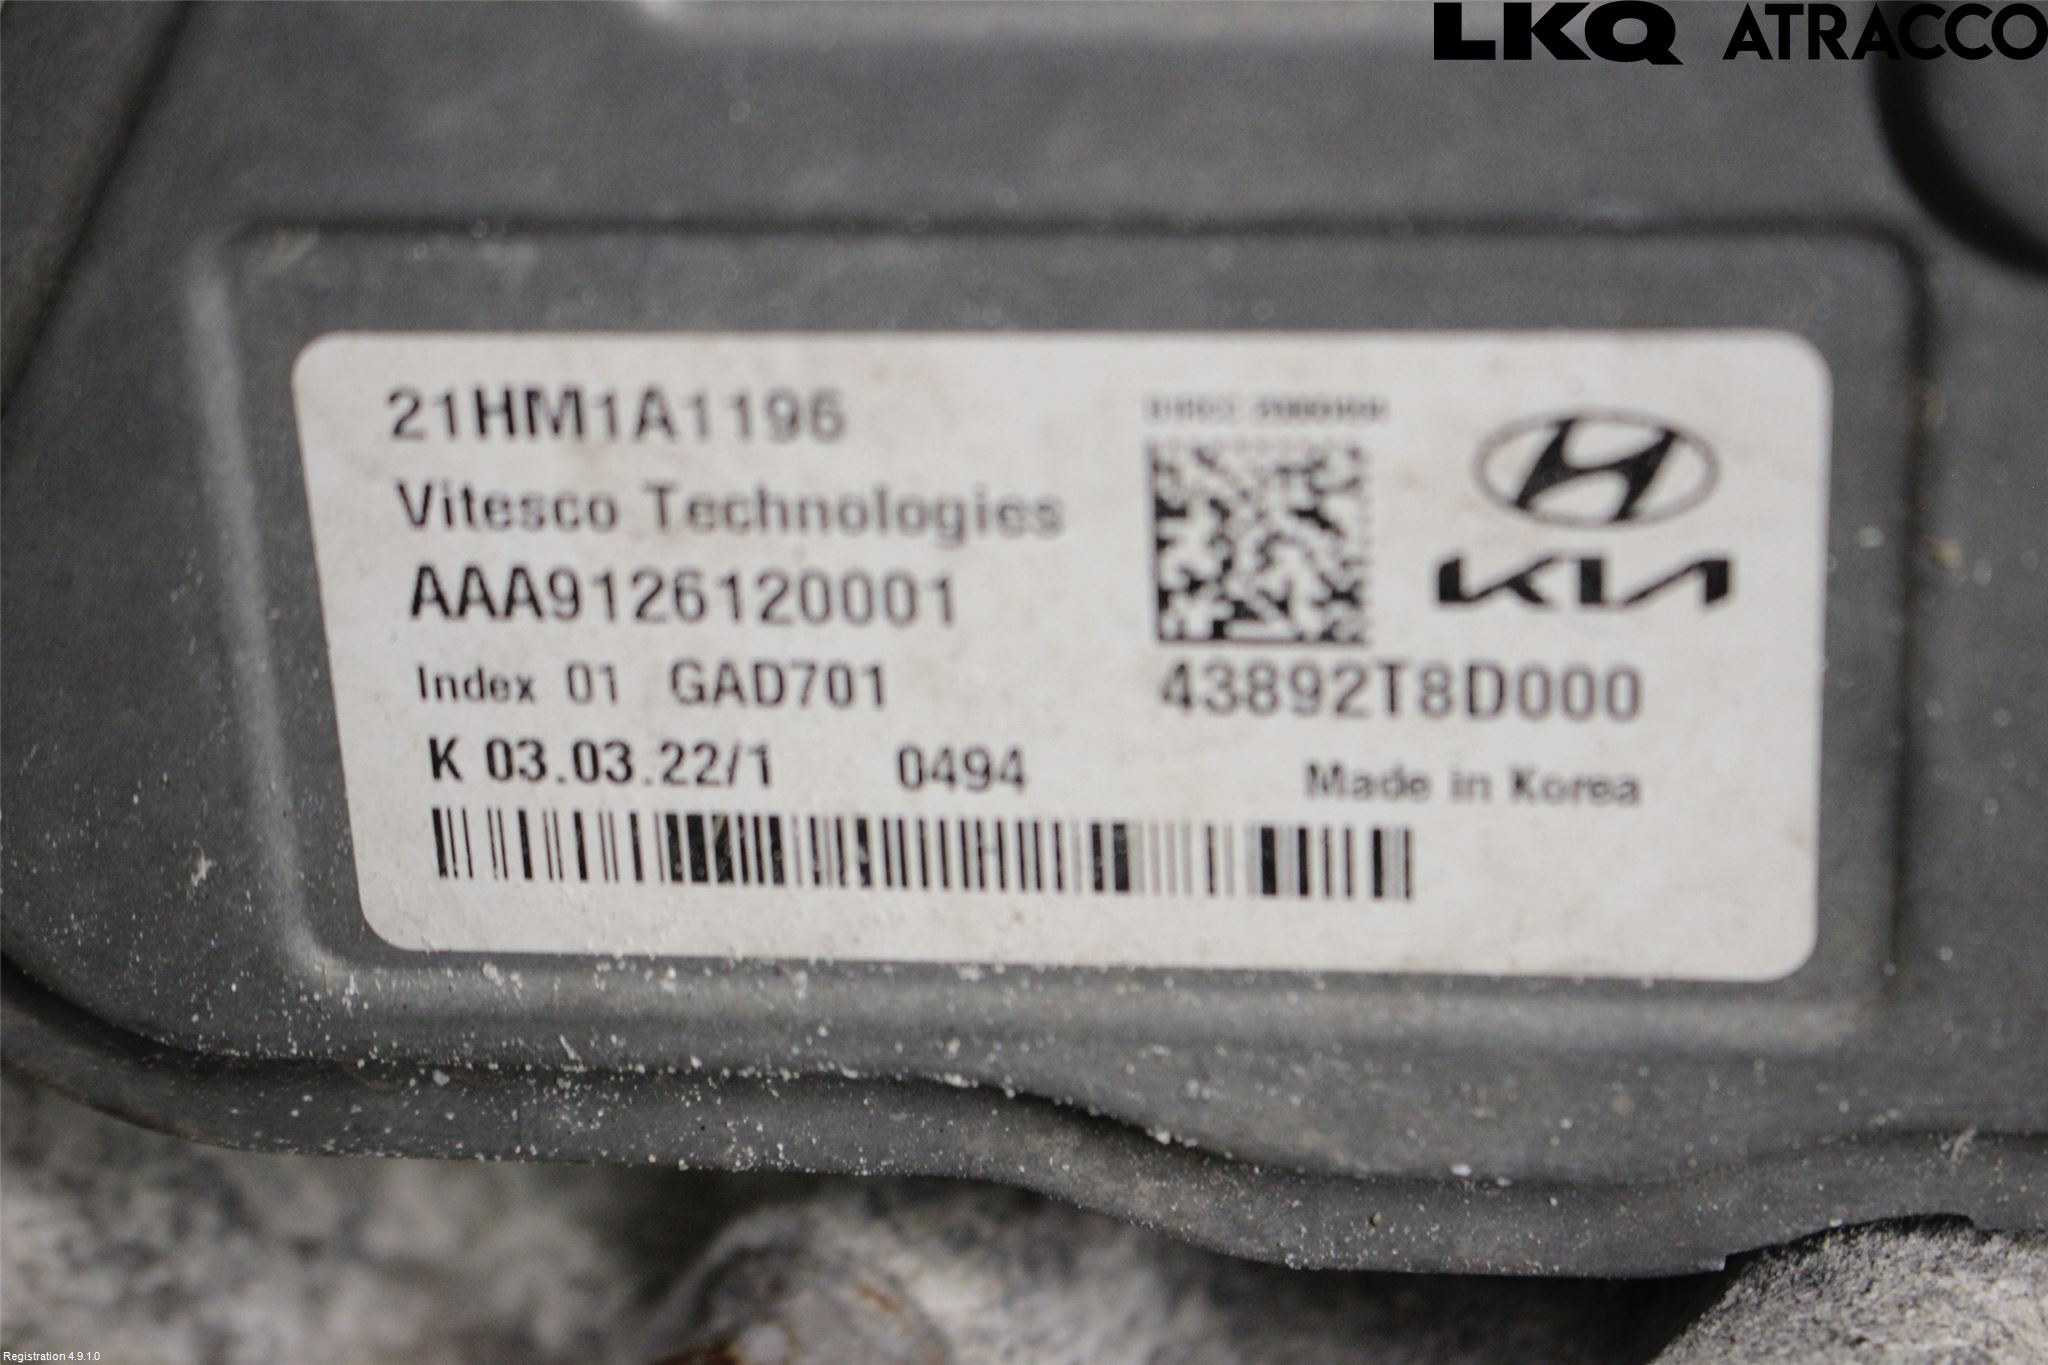 LKQ ATRACCO
21HM1A1196
Vitesco Technologies
AAA9126120001
KIA
Index 01 GAD701
43892T8D000
K 03.03.22/1 0494
Made in Korea
Registration 4.9.1.0